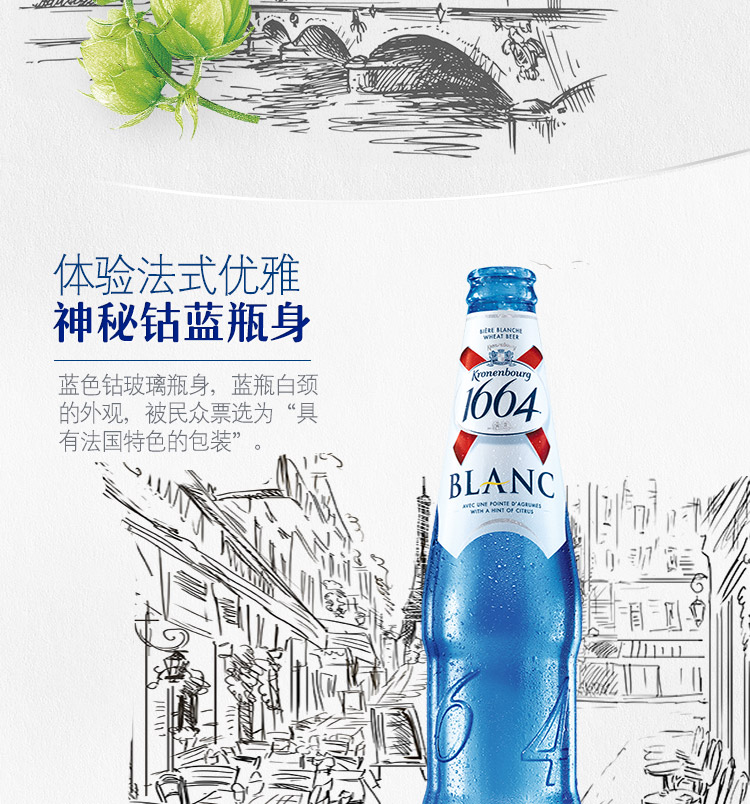 体验法式优雅
神秘钴蓝瓶身
蓝色钴玻璃瓶身，蓝瓶白颈
的外观，被民众票选为“具
有法国特色的包装”。
BIÈRE BLANCHE
WHEAT BEER
Kronenbourg
1664
BLANC
AVEC UNE POINTE D'AGRUMES
WITH A HINT OF CITRUS
6 4